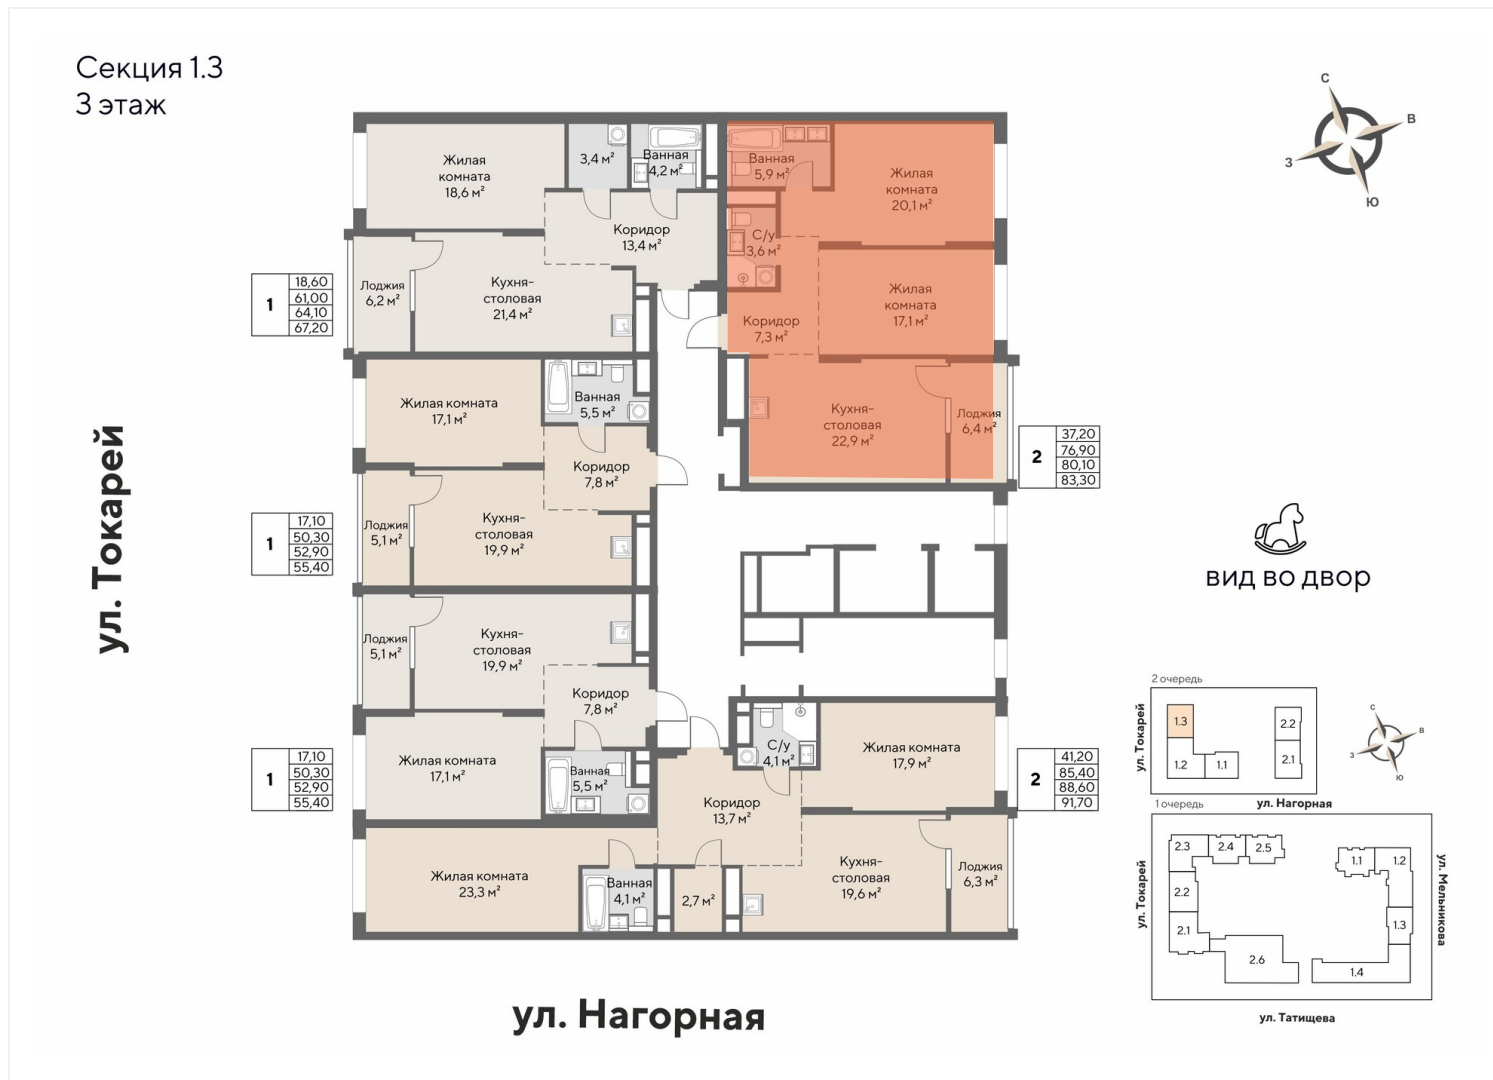 Секция 1.3
3 этаж
Жилая
комната
18,6 м²
3,4 м²
Ванная
4,2 м²
Коридор
13,4 м²
Лоджия
6,2 м²
Кухня-
столовая
21,4 м²
1
18,60
61,00
64,10
67,20
Ванная
5,9 м²
Жилая
комната
20,1 м²
С/у
3,6 м²
Жилая
комната
17,1 м²
Коридор
7,3 м²
Кухня-
столовая
22,9 м²
Лоджия
6,4 м²
2
37,20
76,90
80,10
83,30
Жилая комната
17,1 м²
Ванная
5,5 м²
Коридор
7,8 м²
Лоджия
5,1 м²
Кухня-
столовая
19,9 м²
1
17,10
50,30
52,90
55,40
Лоджия
5,1 м²
Кухня-
столовая
19,9 м²
Коридор
7,8 м²
Жилая комната
17,1 м²
Ванная
5,5 м²
1
17,10
50,30
52,90
55,40
С/у
4,1 м²
Жилая комната
17,9 м²
Коридор
13,7 м²
Жилая комната
23,3 м²
Ванная
4,1 м²
2,7 м²
Кухня-
столовая
19,6 м²
Лоджия
6,3 м²
2
41,20
85,40
88,60
91,70
ул. Токарей
ул. Нагорная
С
В
З
Ю
вид во двор
2 очередь
ул. Токарей
1.3
1.2
1.1
2.2
2.1
ул. Нагорная
С
В
З
Ю
1 очередь
ул. Токарей
2.3
2.4
2.5
2.2
2.1
2.6
1.1
1.2
1.3
1.4
ул. Мельникова
ул. Татищева